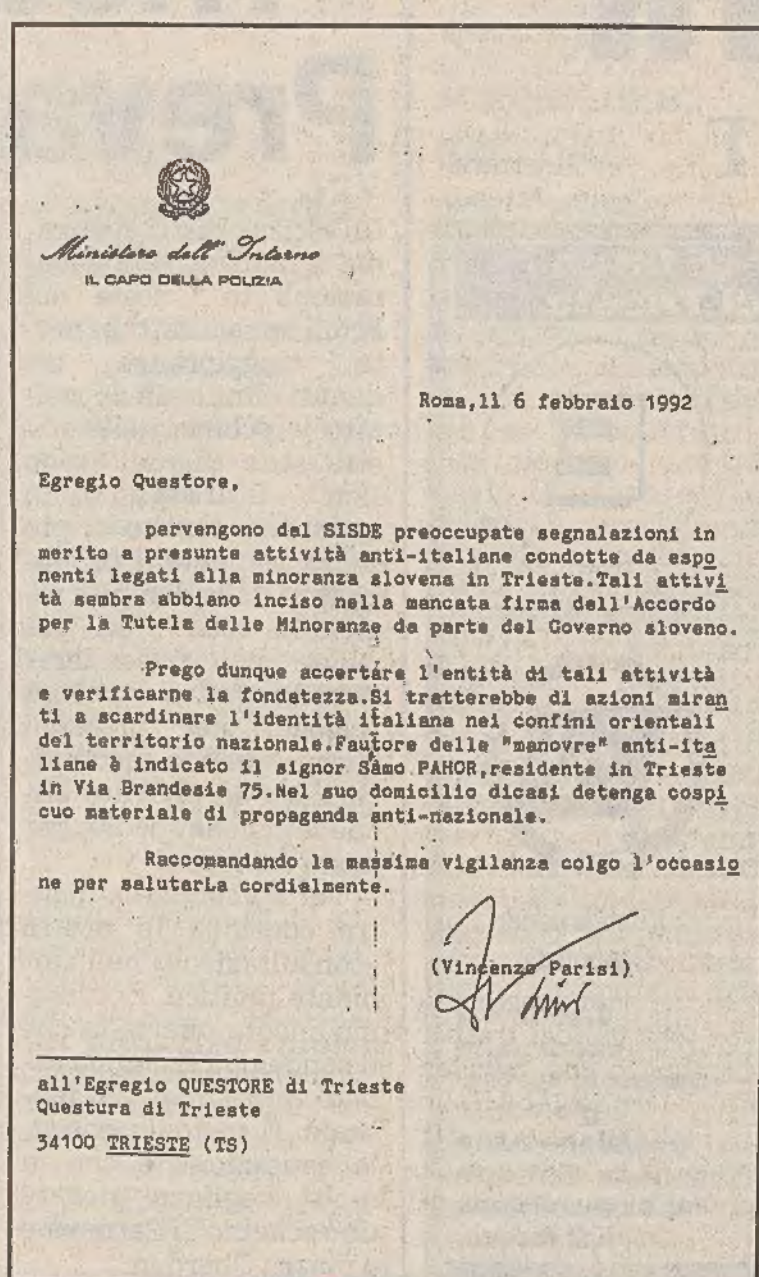 Ministero dell' Interno
IL CAPO DELLA POLIZIA
Roma,li 6 febbraio 1992
Egregio Questore,
pervengono dal SISDE preoccupate segnalazioni in
merito a presunte attività anti-italiane condotte da espo
nenti legati alla minoranza slovena in Trieste.Tali attivi
tà sembra abbiano inciso nella mancata firma dell'Accordo
per la Tutela delle Minoranze da parte del Governo sloveno.
Prego dunque accertare l'entità di tali attività
e verificarne la fondatezza.Si tratterebbe di azioni miran
ti a scardinare l'identità italiana nei confini orientali
del territorio nazionale.Fautore delle "manovre" anti-ita
liane è indicato il signor Samo PAHOR,residente in Trieste
in Via Brandesia 75.Nel suo domicilio dicasi detenga cospi
cuo materiale di propaganda anti-nazionale.
Raccomandando la massima vigilanza colgo l'occasio
ne per salutarLa cordialmente.
(Vincenzo Parisi)
all'Egregio QUESTORE di Trieste
Questura di Trieste
34100 TRIESTE (TS)